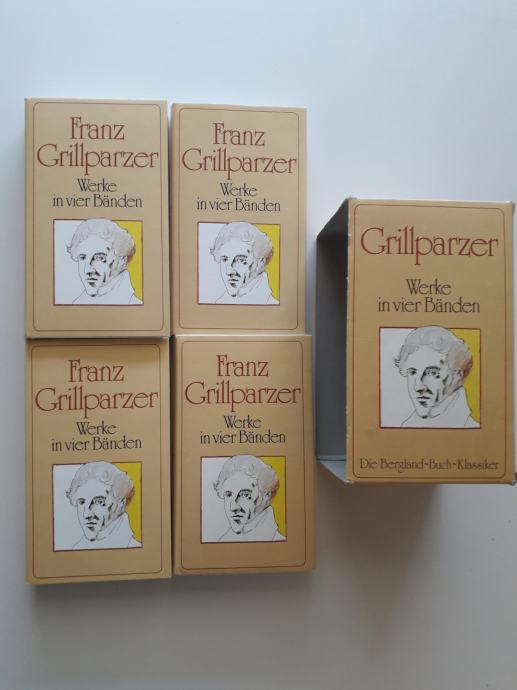 Franz
Grillparzer
Werke
in vier Bänden
Franz
Grillparzer
Werke
in vier Bänden
Grillparzer
Werke
in vier Bänden
Die Bergland-Buch-Klassiker
Franz
Grillparzer
Werke
in vier Bänden
Franz
Grillparzer
Werke
in vier Bänden